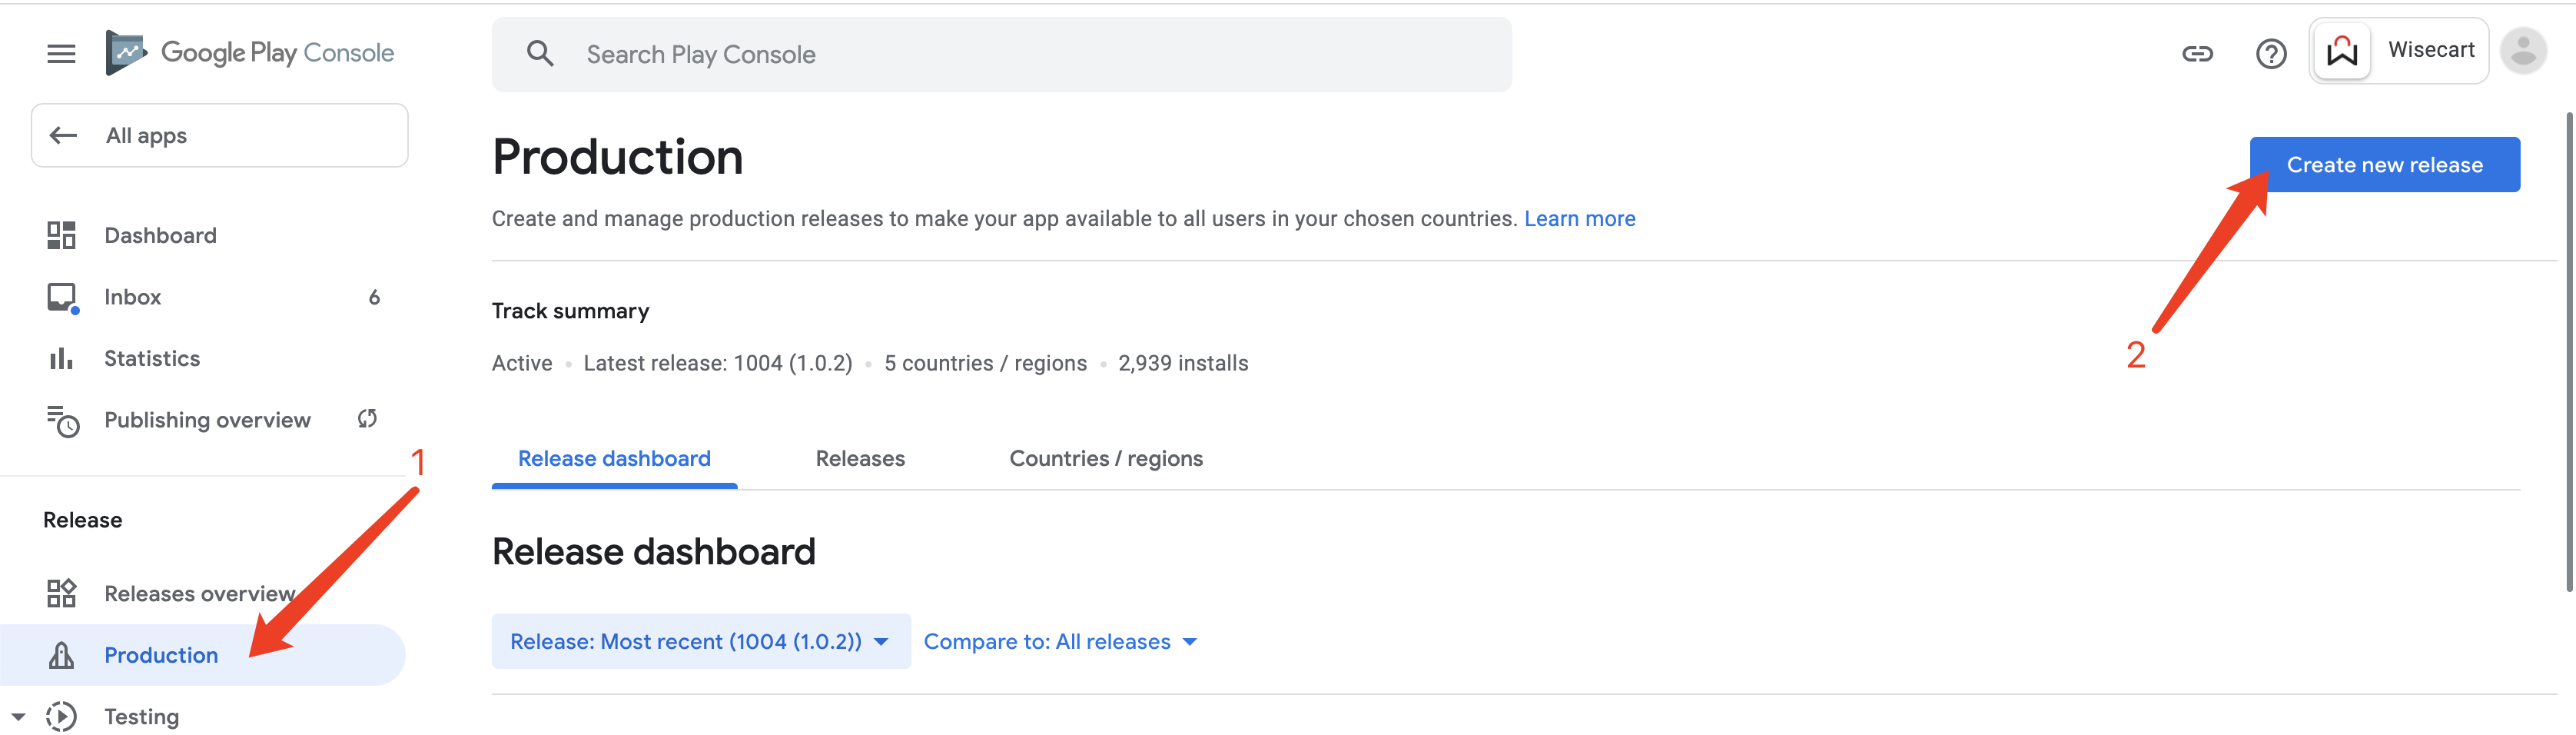 Google Play Console
Search Play Console
Wisecart
All apps
Production
Create new release
Create and manage production releases to make your app available to all users in your chosen countries. Learn more
Dashboard
Inbox 6
Statistics
Publishing overview
Track summary
Active • Latest release: 1004 (1.0.2) • 5 countries / regions • 2,939 installs
2
1
Release dashboard Releases Countries / regions
Release
Releases overview
Production
Testing
Release dashboard
Release: Most recent (1004 (1.0.2)) Compare to: All releases